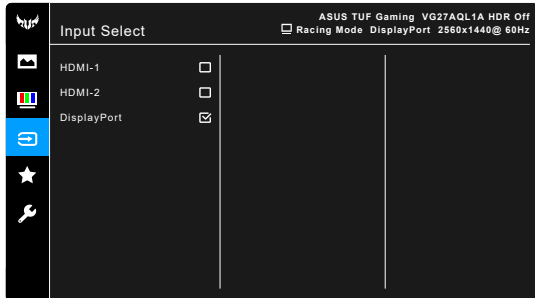 ASUS TUF Gaming VG27AQL1A HDR Off
Input Select
Racing Mode DisplayPort 2560x1440@ 60Hz
HDMI-1
HDMI-2
DisplayPort